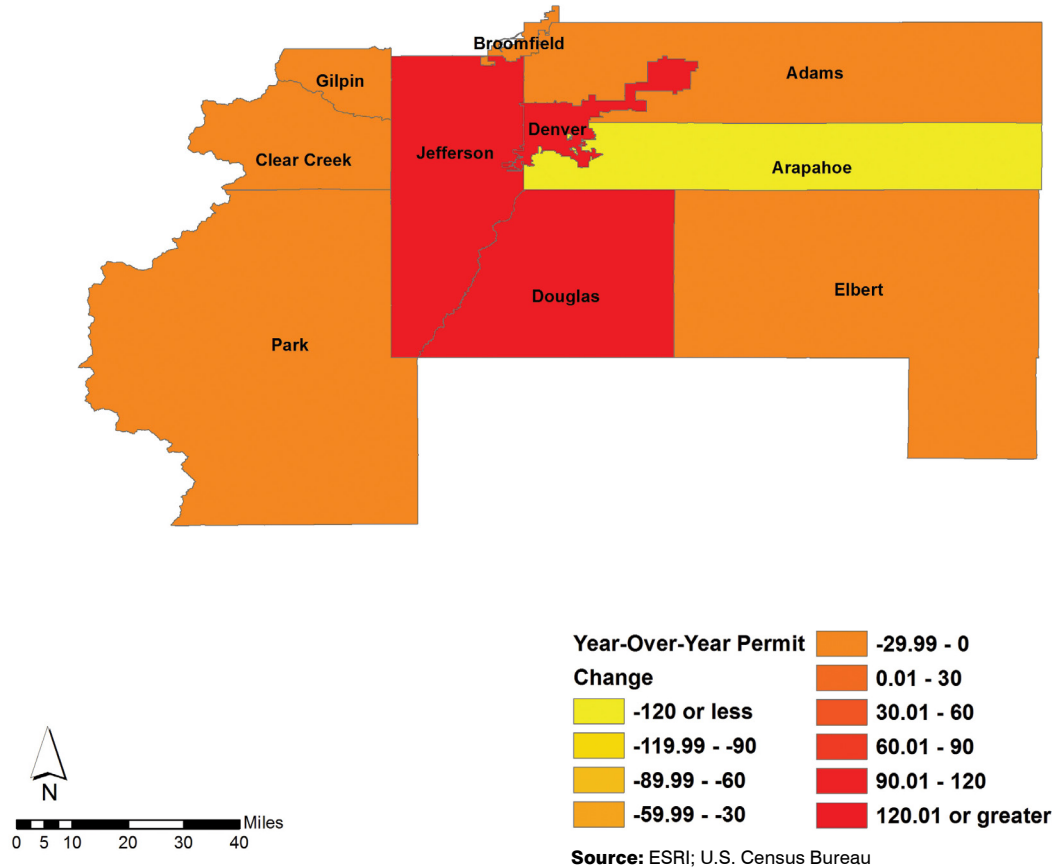 Broomfield
Gilpin
Adams
Denver
Jefferson
Clear Creek
Arapahoe
Douglas
Elbert
Park
Year-Over-Year Permit
Change
-120 or less
-119.99 - -90
-89.99 - -60
-59.99 - -30
-29.99 - 0
0.01 - 30
30.01 - 60
60.01 - 90
90.01 - 120
120.01 or greater
N
Miles
0 5 10 20 30 40
Source: ESRI; U.S. Census Bureau